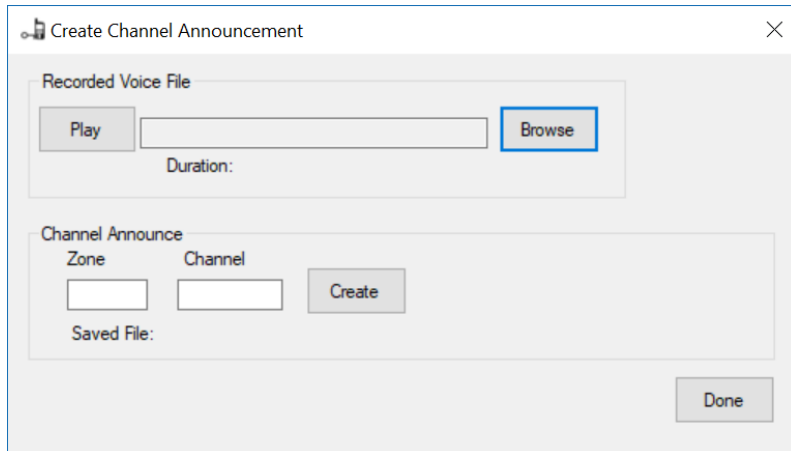 Create Channel Announcement
Recorded Voice File
Play
Browse
Duration:
Channel Announce
Zone
Channel
Create
Saved File:
Done